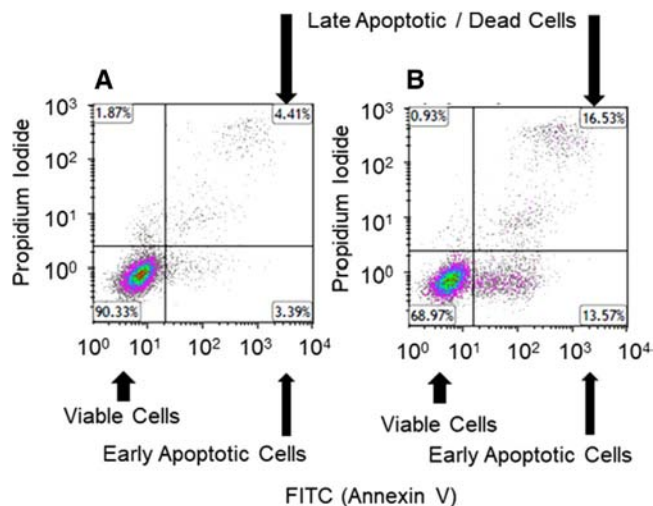 Late Apoptotic / Dead Cells
A
B
10³
1.87%
4.41%
10³
0.93%
16.53%
Propidium Iodide
10²
Propidium Iodide
10²
10¹
10¹
10⁰
10⁰
90.33%
3.39%
68.97%
13.57%
10⁰ 10¹ 10² 10³ 10⁴
10⁰ 10¹ 10² 10³ 10⁴
Viable Cells
Viable Cells
Early Apoptotic Cells
Early Apoptotic Cells
FITC (Annexin V)